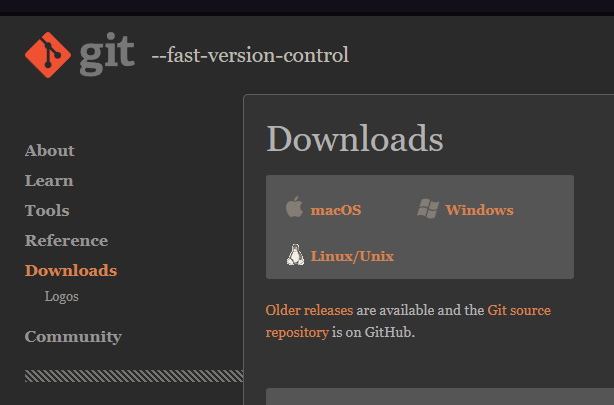 git --fast-version-control
About
Learn
Tools
Reference
Downloads
Logos
Community
Downloads
macOS
Windows
Linux/Unix
Older releases are available and the Git source
repository is on GitHub.